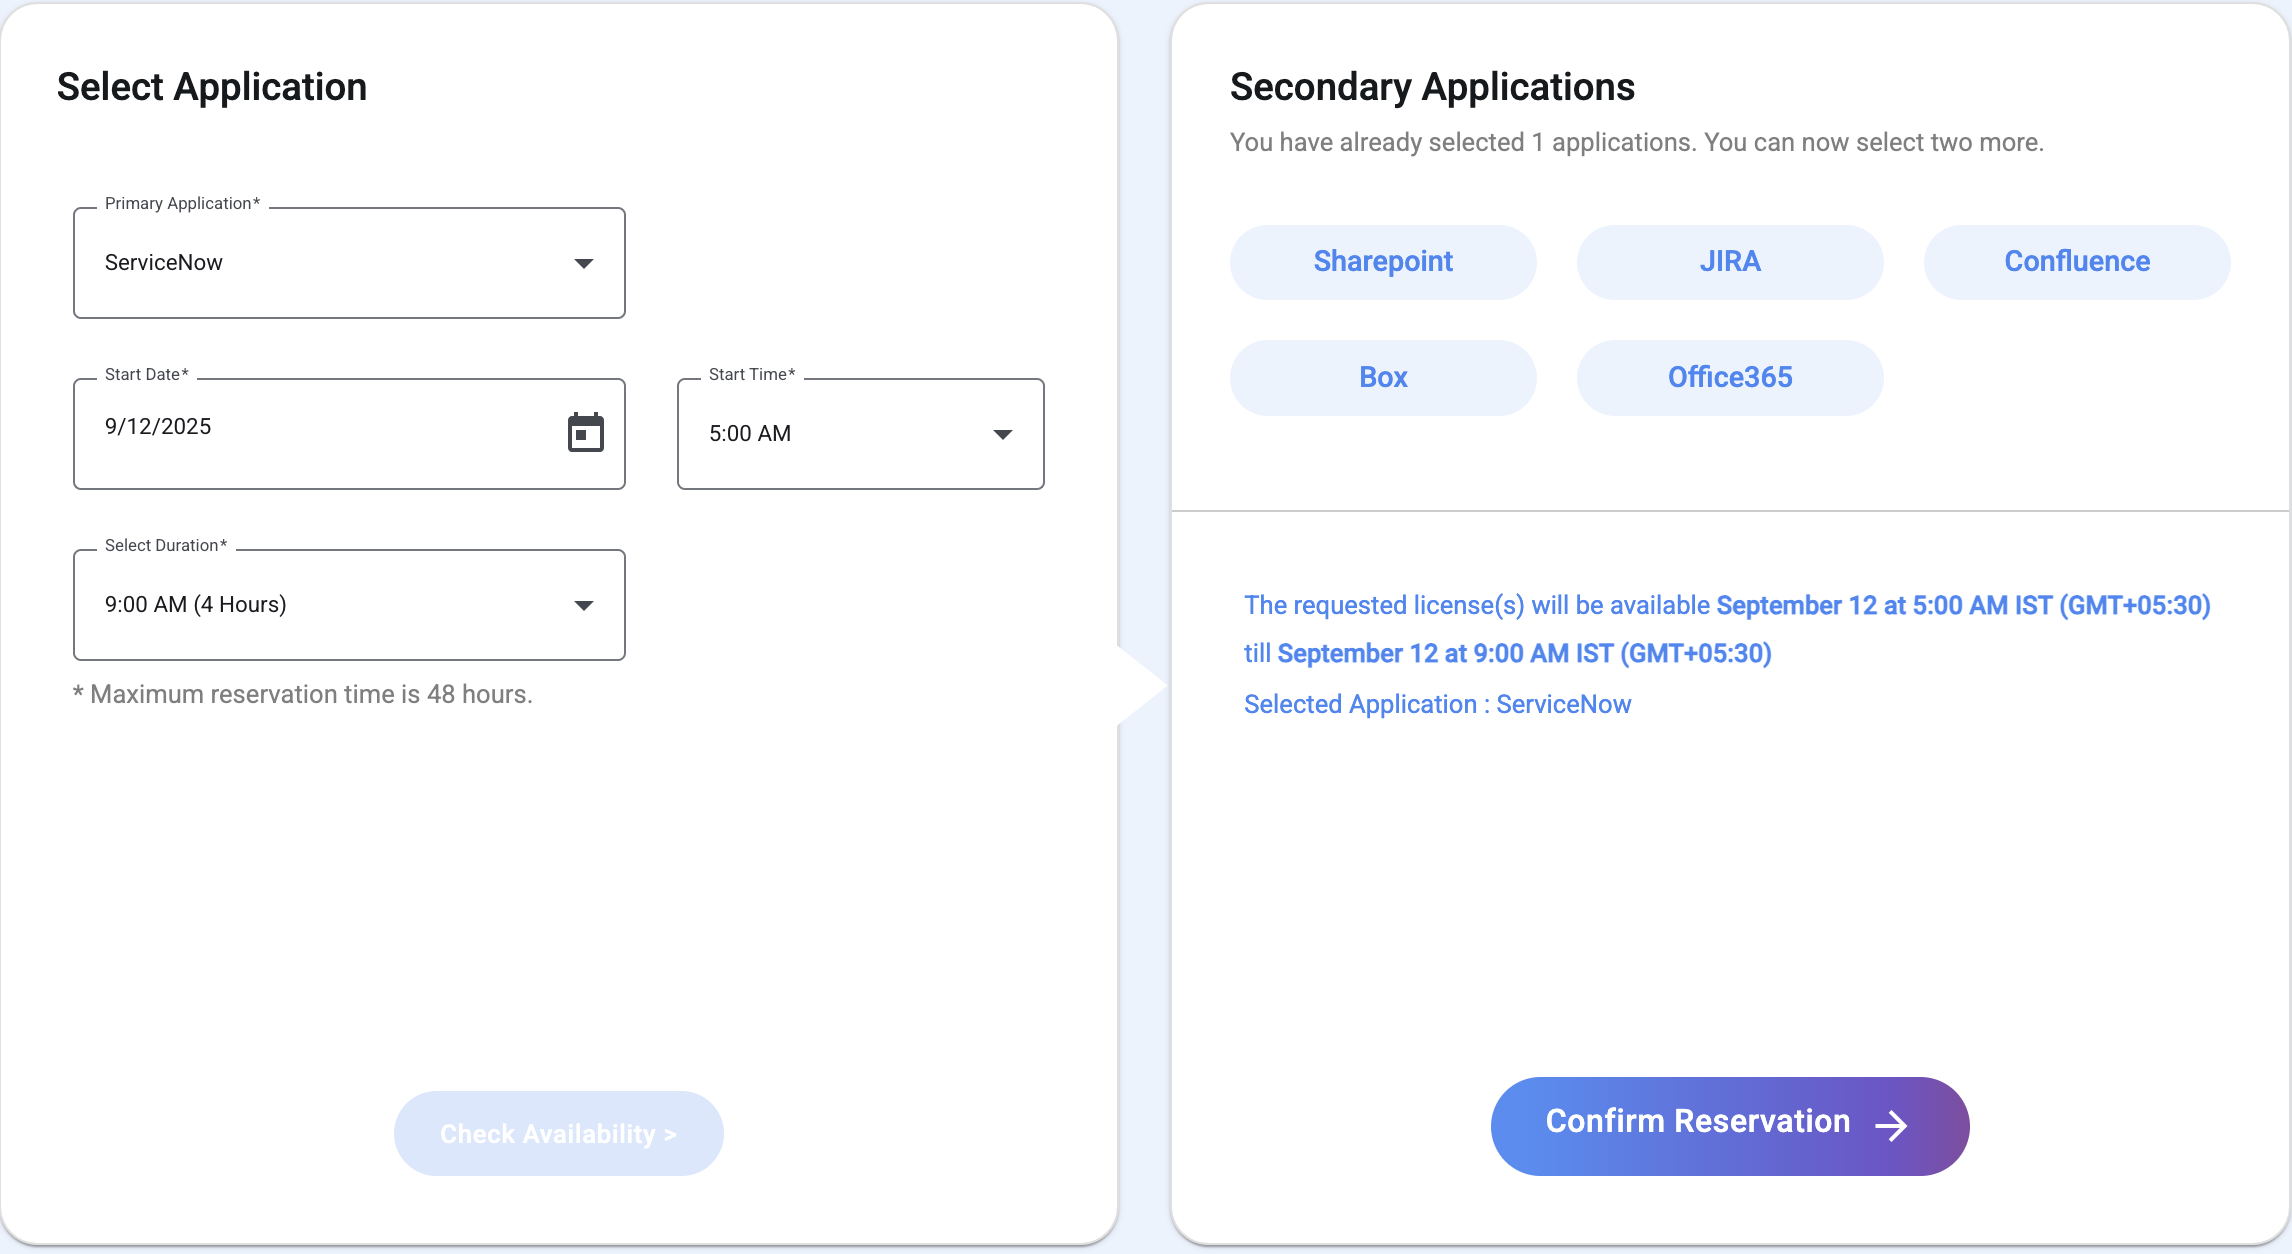 Select Application
Primary Application*
ServiceNow
Start Date*
9/12/2025
Start Time*
5:00 AM
Select Duration*
9:00 AM (4 Hours)
* Maximum reservation time is 48 hours.
Check Availability >
Secondary Applications
You have already selected 1 applications. You can now select two more.
Sharepoint
JIRA
Confluence
Box
Office365
The requested license(s) will be available September 12 at 5:00 AM IST (GMT+05:30)
till September 12 at 9:00 AM IST (GMT+05:30)
Selected Application : ServiceNow
Confirm Reservation